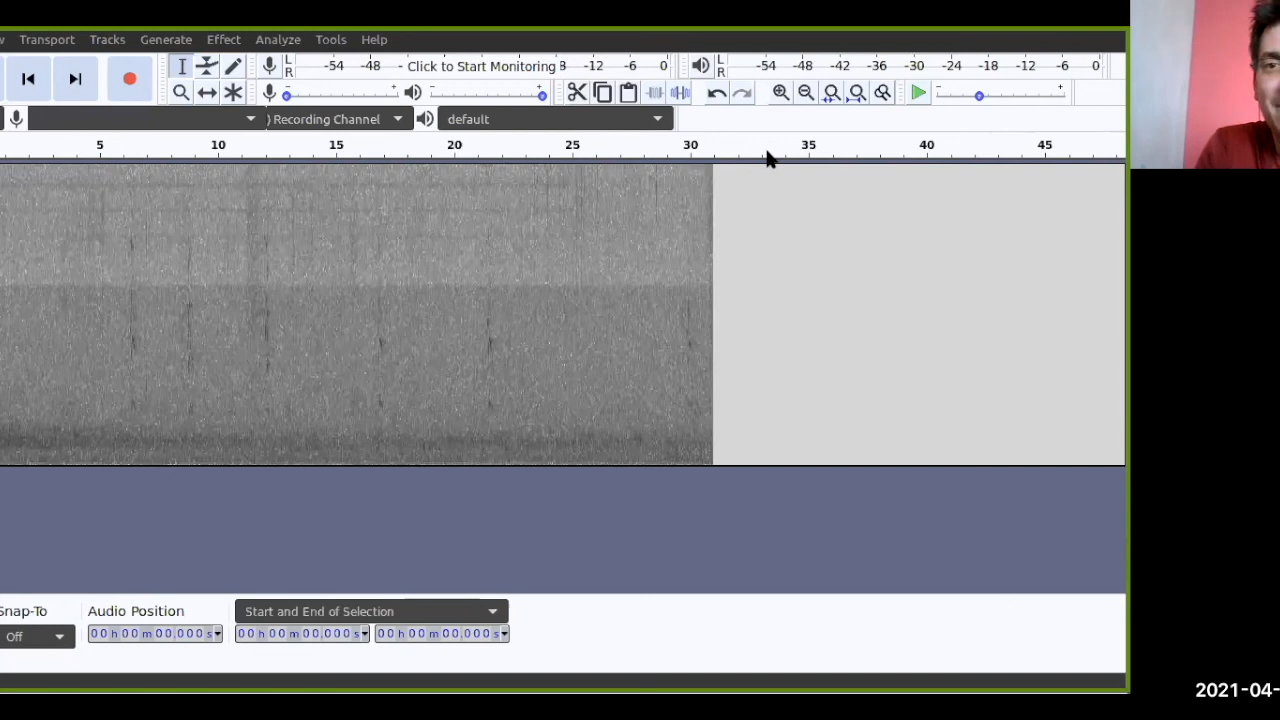 w Transport Tracks Generate Effect Analyze Tools Help
L R -54 -48 - Click to Start Monitoring 8 -12 -6 0 L R -54 -48 -42 -36 -30 -24 -18 -12 -6 0
- + - + - +
) Recording Channel default
5 10 15 20 25 30 35 40 45
Snap-To Audio Position Start and End of Selection
Off 00 h 00 m 00.000 s 00 h 00 m 00.000 s 00 h 00 m 00.000 s
2021-04-